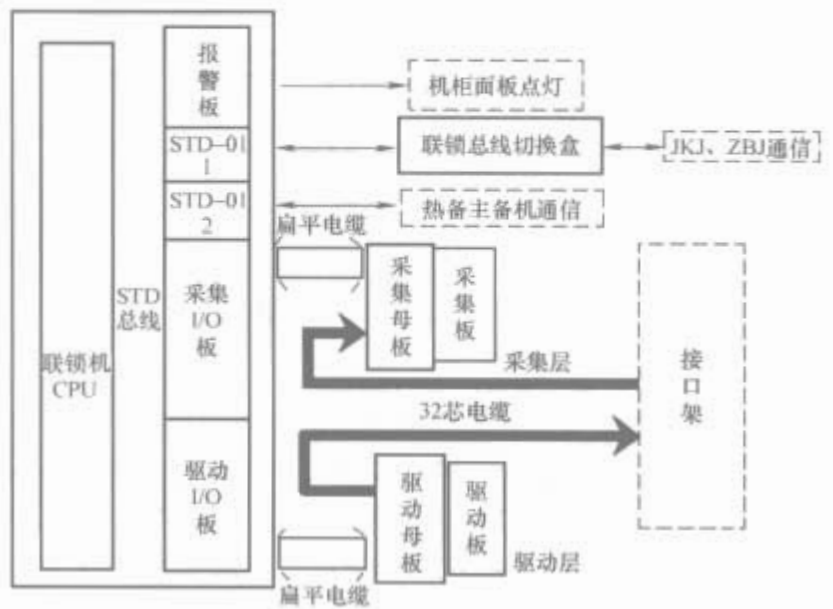 报
警
板
机柜面板点灯
STD-01
1
联锁总线切换盒
JKJ、ZBJ通信
STD-01
2
热备主备机通信
扁平电缆
采
集
母
板
采
集
板
STD
总线
采集
I/O
板
联锁机
CPU
采集层
接
口
架
32芯电缆
驱动
I/O
板
驱
动
母
板
驱
动
板
驱动层
扁平电缆